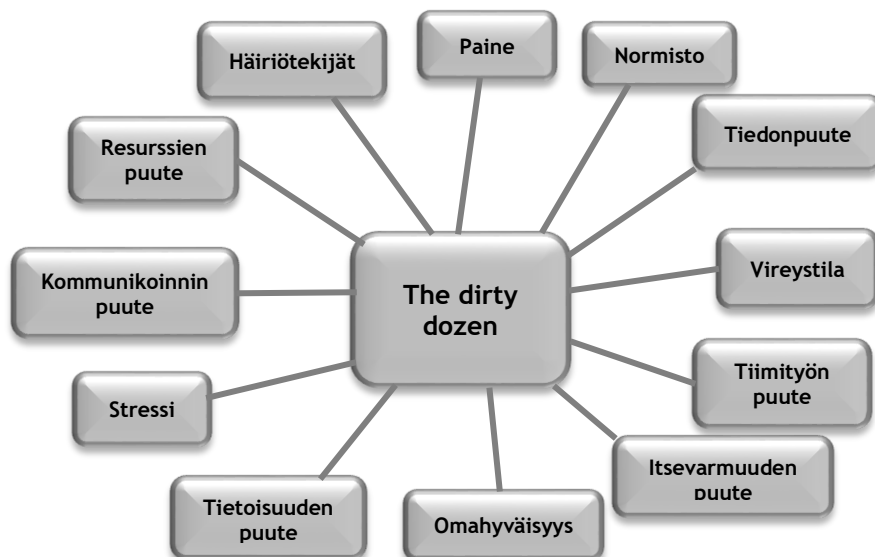 Paine
Häiriötekijät
Normisto
Tiedonpuute
Resurssien
puute
Vireystila
Kommunikoinnin
puute
The dirty
dozen
Tiimityön
puute
Stressi
Itsevarmuuden
puute
Tietoisuuden
puute
Omahyväisyys